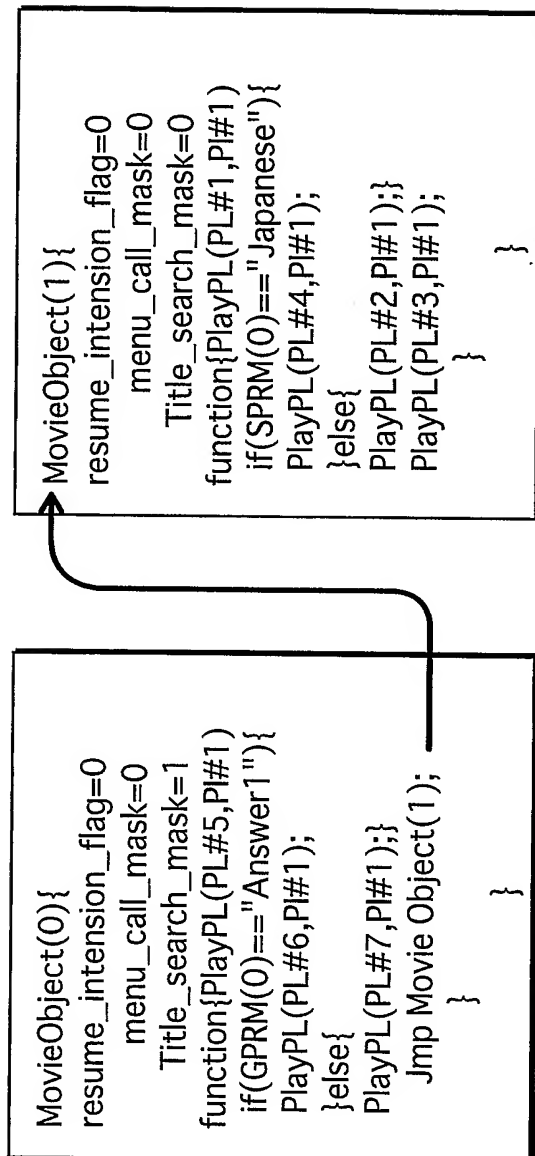 MovieObject(0){
resume_intension_flag=0
menu_call_mask=0
Title_search_mask=1
function{PlayPL(PL#5,PI#1)
if(GPRM(0)=="Answer1"){
PlayPL(PL#6,PI#1);
}else{
PlayPL(PL#7,PI#1);}
Jmp Movie Object(1);
}
}
MovieObject(1){
resume_intension_flag=0
menu_call_mask=0
Title_search_mask=0
function{PlayPL(PL#1,PI#1)
if(SPRM(0)=="Japanese"){
PlayPL(PL#4,PI#1);
}else{
PlayPL(PL#2,PI#1);}
PlayPL(PL#3,PI#1);
}
}